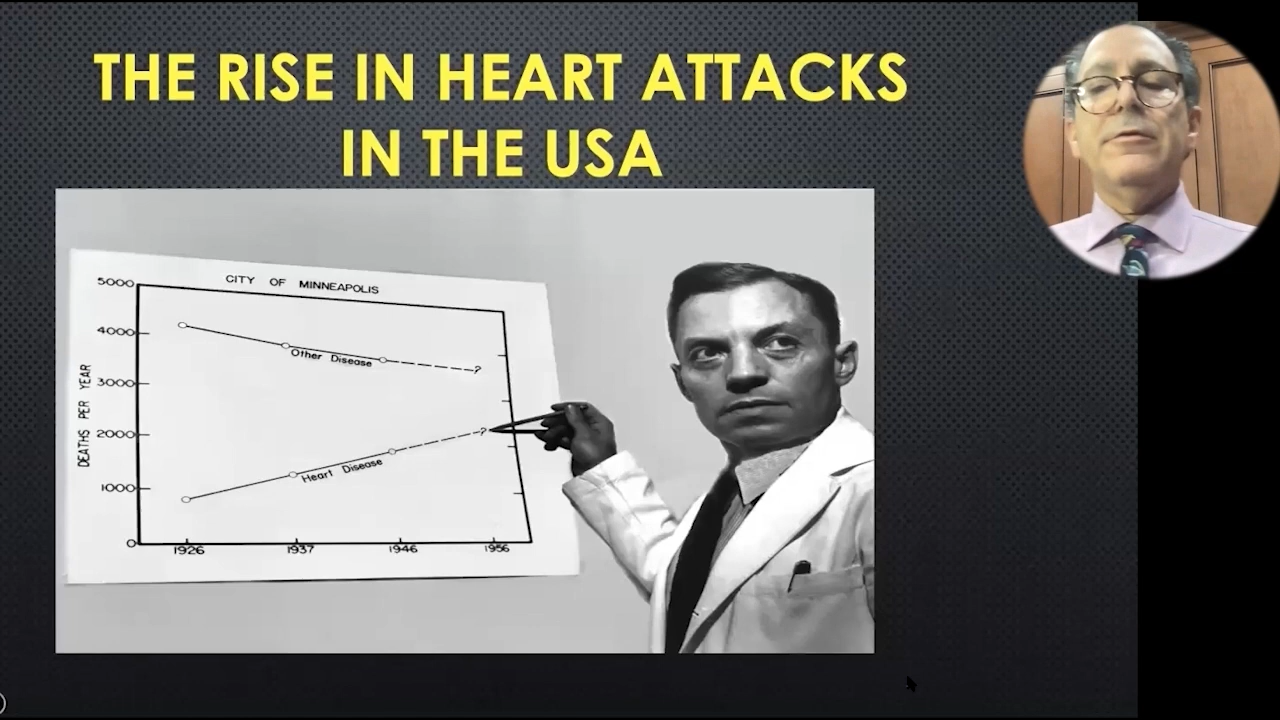 THE RISE IN HEART ATTACKS
IN THE USA
CITY OF MINNEAPOLIS
5000
4000
3000
2000
1000
0
DEATHS PER YEAR
Other Disease
?
Heart Disease
?
1926
1937
1946
1956